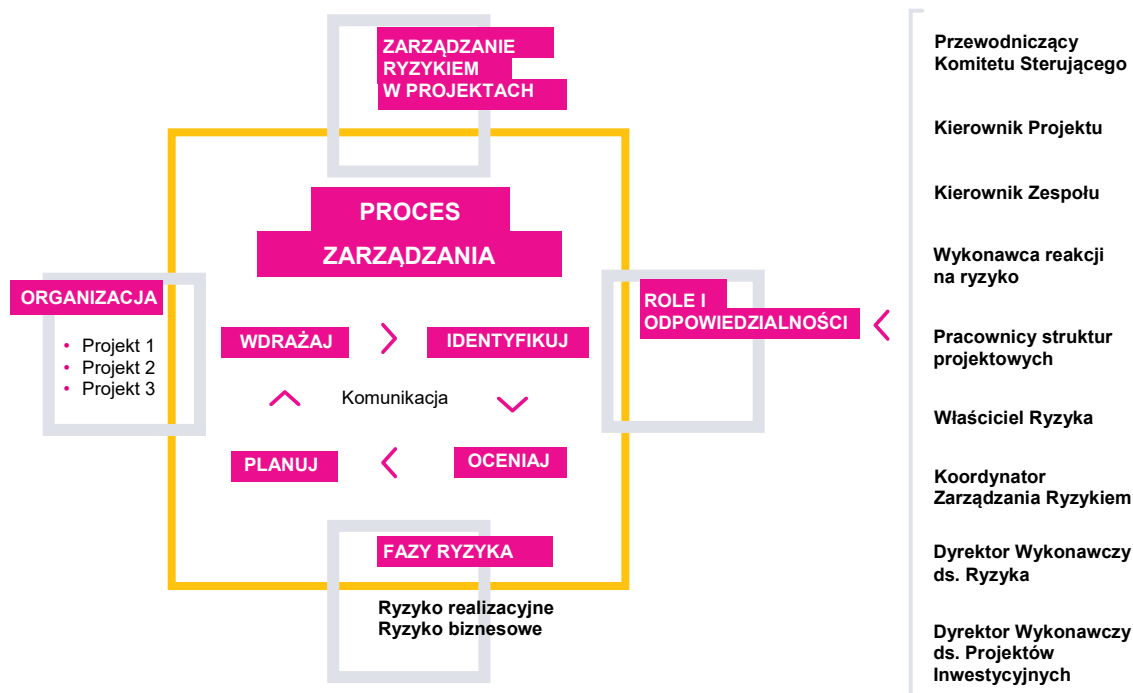 ZARZĄDZANIE
RYZYKIEM
W PROJEKTACH
PROCES
ZARZĄDZANIA
ORGANIZACJA
• Projekt 1
• Projekt 2
• Projekt 3
WDRAŻAJ
IDENTYFIKUJ
Komunikacja
PLANUJ
OCENIAJ
FAZY RYZYKA
Ryzyko realizacyjne
Ryzyko biznesowe
ROLE I
ODPOWIEDZIALNOŚCI
Przewodniczący
Komitetu Sterującego
Kierownik Projektu
Kierownik Zespołu
Wykonawca reakcji
na ryzyko
Pracownicy struktur
projektowych
Właściciel Ryzyka
Koordynator
Zarządzania Ryzykiem
Dyrektor Wykonawczy
ds. Ryzyka
Dyrektor Wykonawczy
ds. Projektów
Inwestycyjnych